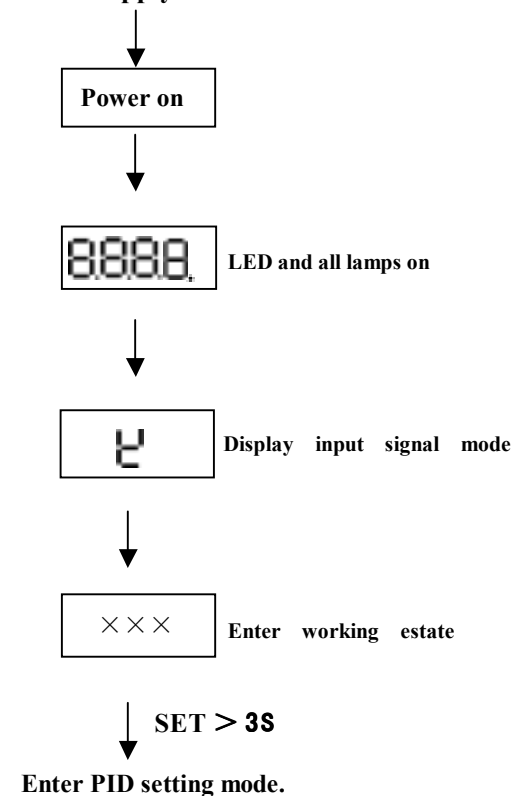 Power on
8.8.8.8.
LED and all lamps on
Display input signal mode
×××
Enter working estate
SET > 3S
Enter PID setting mode.